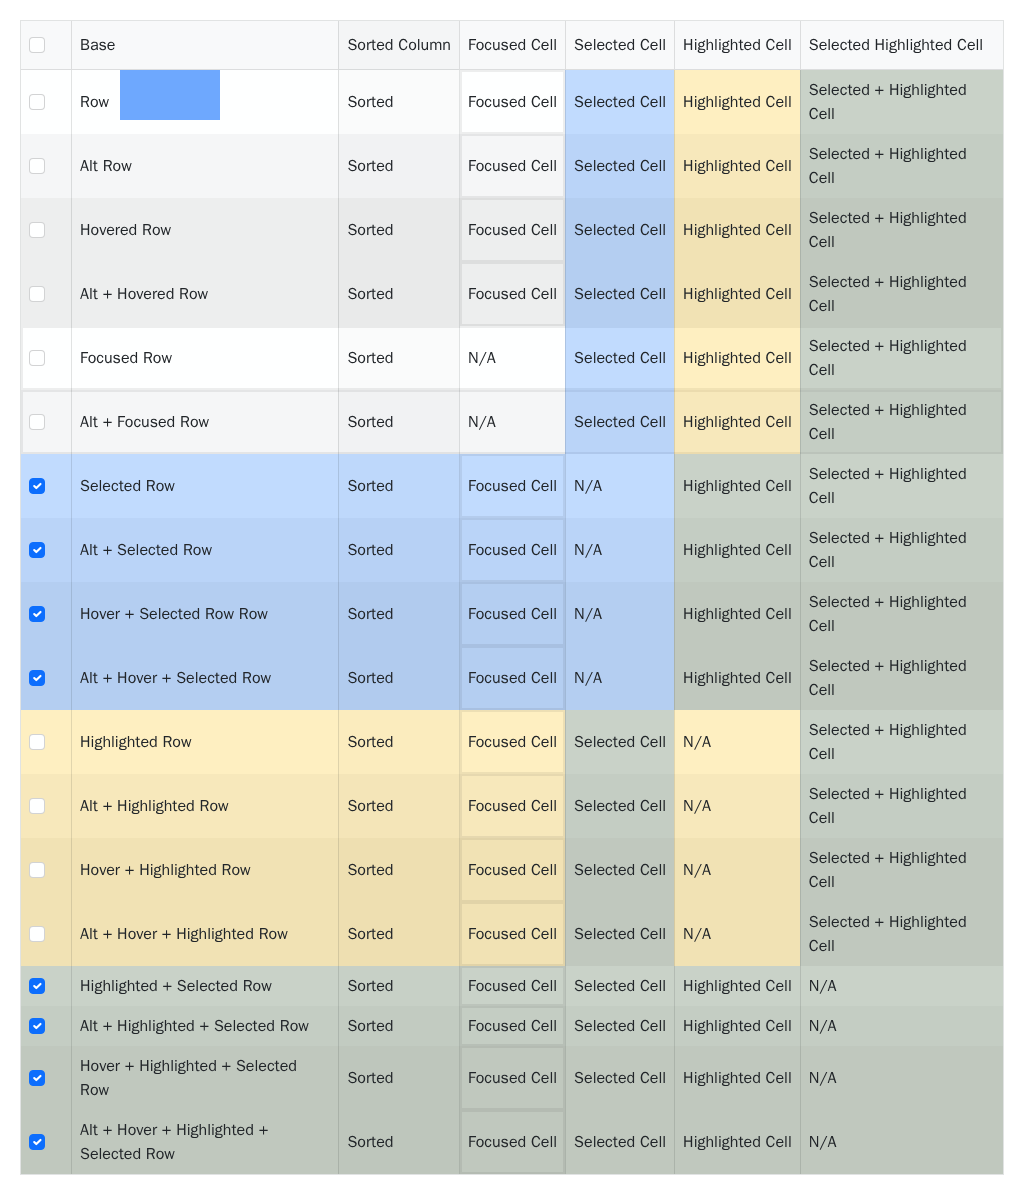 Base Sorted Column Focused Cell Selected Cell Highlighted Cell Selected Highlighted Cell
Row Sorted Focused Cell Selected Cell Highlighted Cell Selected + Highlighted
Cell
Alt Row Sorted Focused Cell Selected Cell Highlighted Cell Selected + Highlighted
Cell
Hovered Row Sorted Focused Cell Selected Cell Highlighted Cell Selected + Highlighted
Cell
Alt + Hovered Row Sorted Focused Cell Selected Cell Highlighted Cell Selected + Highlighted
Cell
Focused Row Sorted N/A Selected Cell Highlighted Cell Selected + Highlighted
Cell
Alt + Focused Row Sorted N/A Selected Cell Highlighted Cell Selected + Highlighted
Cell
Selected Row Sorted Focused Cell N/A Highlighted Cell Selected + Highlighted
Cell
Alt + Selected Row Sorted Focused Cell N/A Highlighted Cell Selected + Highlighted
Cell
Hover + Selected Row Row Sorted Focused Cell N/A Highlighted Cell Selected + Highlighted
Cell
Alt + Hover + Selected Row Sorted Focused Cell N/A Highlighted Cell Selected + Highlighted
Cell
Highlighted Row Sorted Focused Cell Selected Cell N/A Selected + Highlighted
Cell
Alt + Highlighted Row Sorted Focused Cell Selected Cell N/A Selected + Highlighted
Cell
Hover + Highlighted Row Sorted Focused Cell Selected Cell N/A Selected + Highlighted
Cell
Alt + Hover + Highlighted Row Sorted Focused Cell Selected Cell N/A Selected + Highlighted
Cell
Highlighted + Selected Row Sorted Focused Cell Selected Cell Highlighted Cell N/A
Alt + Highlighted + Selected Row Sorted Focused Cell Selected Cell Highlighted Cell N/A
Hover + Highlighted + Selected
Row Sorted Focused Cell Selected Cell Highlighted Cell N/A
Alt + Hover + Highlighted +
Selected Row Sorted Focused Cell Selected Cell Highlighted Cell N/A